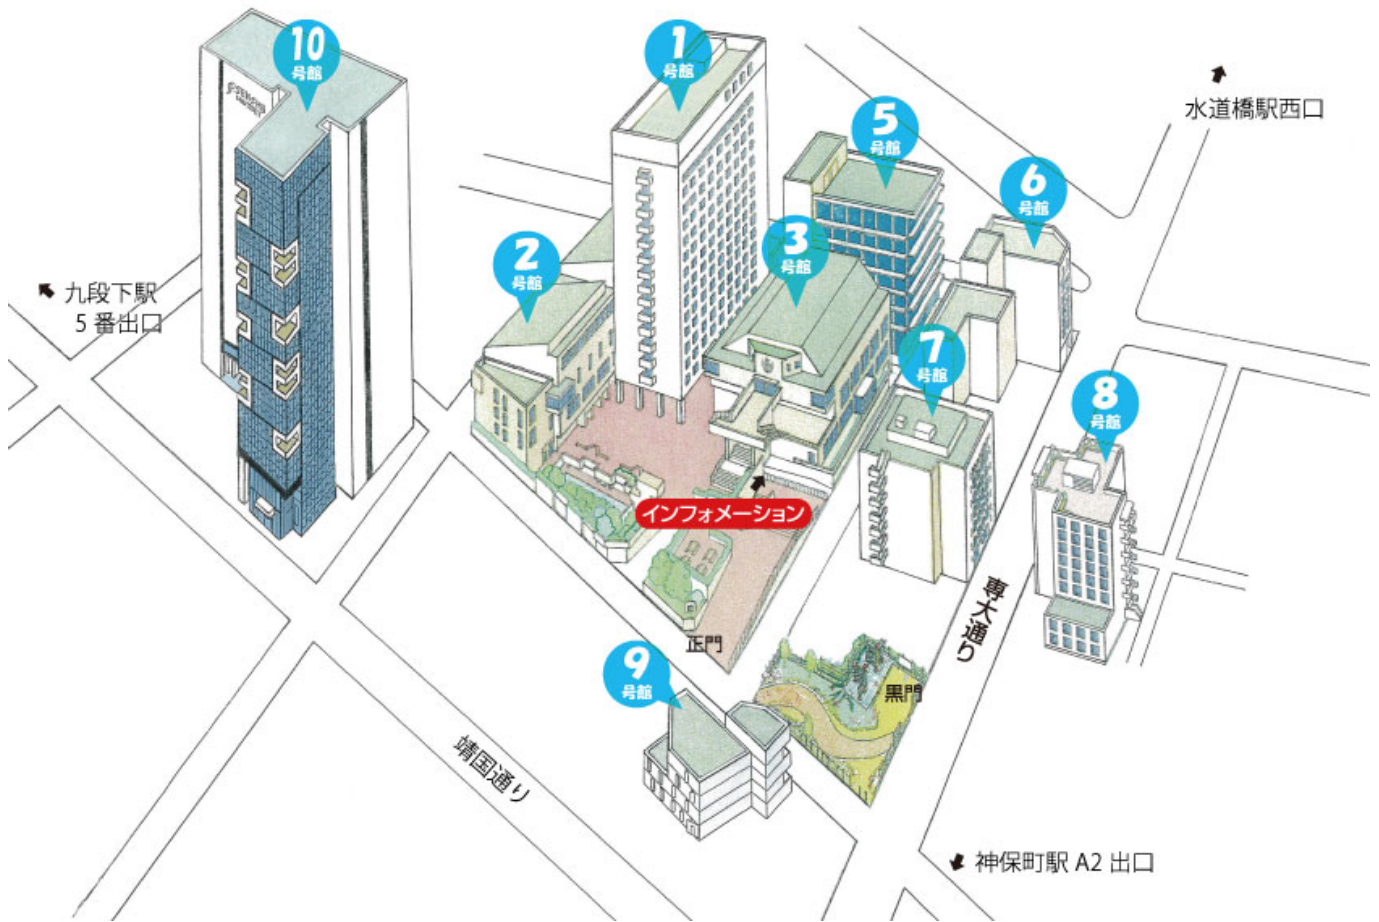 10
号館
1
号館
5
号館
水道橋駅西口
6
号館
3
号館
2
号館
九段下駅
5 番出口
7
号館
8
号館
インフォメーション
専大通り
正門
9
号館
黒門
靖国通り
神保町駅 A2 出口